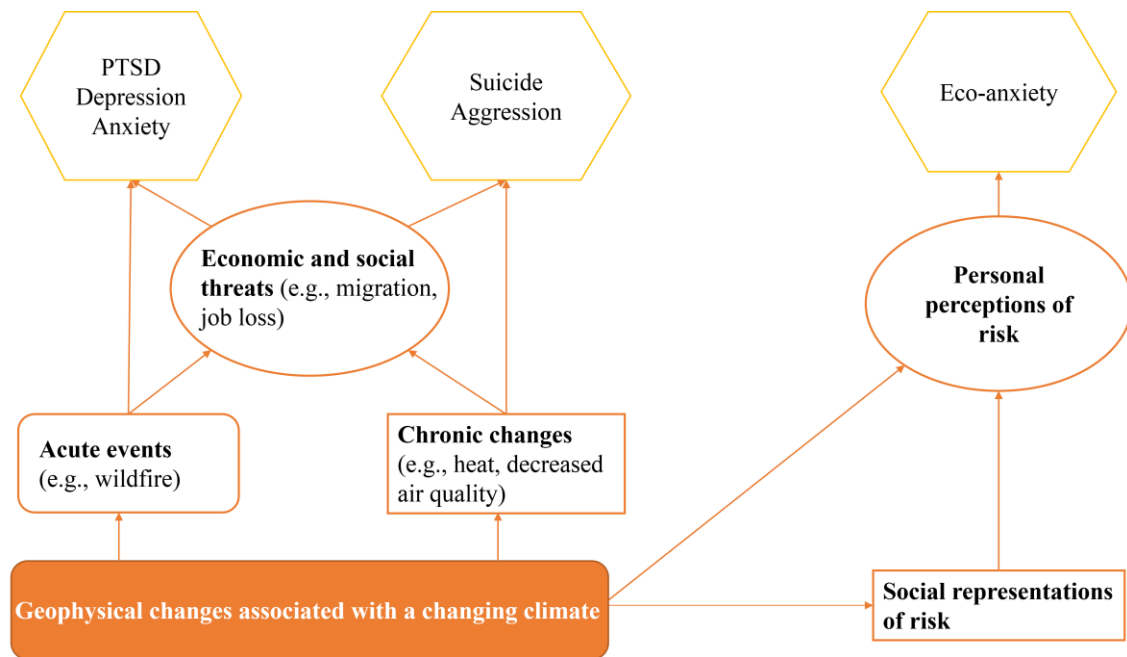 PTSD
Depression
Anxiety
Suicide
Aggression
Eco-anxiety
Economic and social
threats (e.g., migration,
job loss)
Personal
perceptions of
risk
Acute events
(e.g., wildfire)
Chronic changes
(e.g., heat, decreased
air quality)
Geophysical changes associated with a changing climate
Social representations
of risk